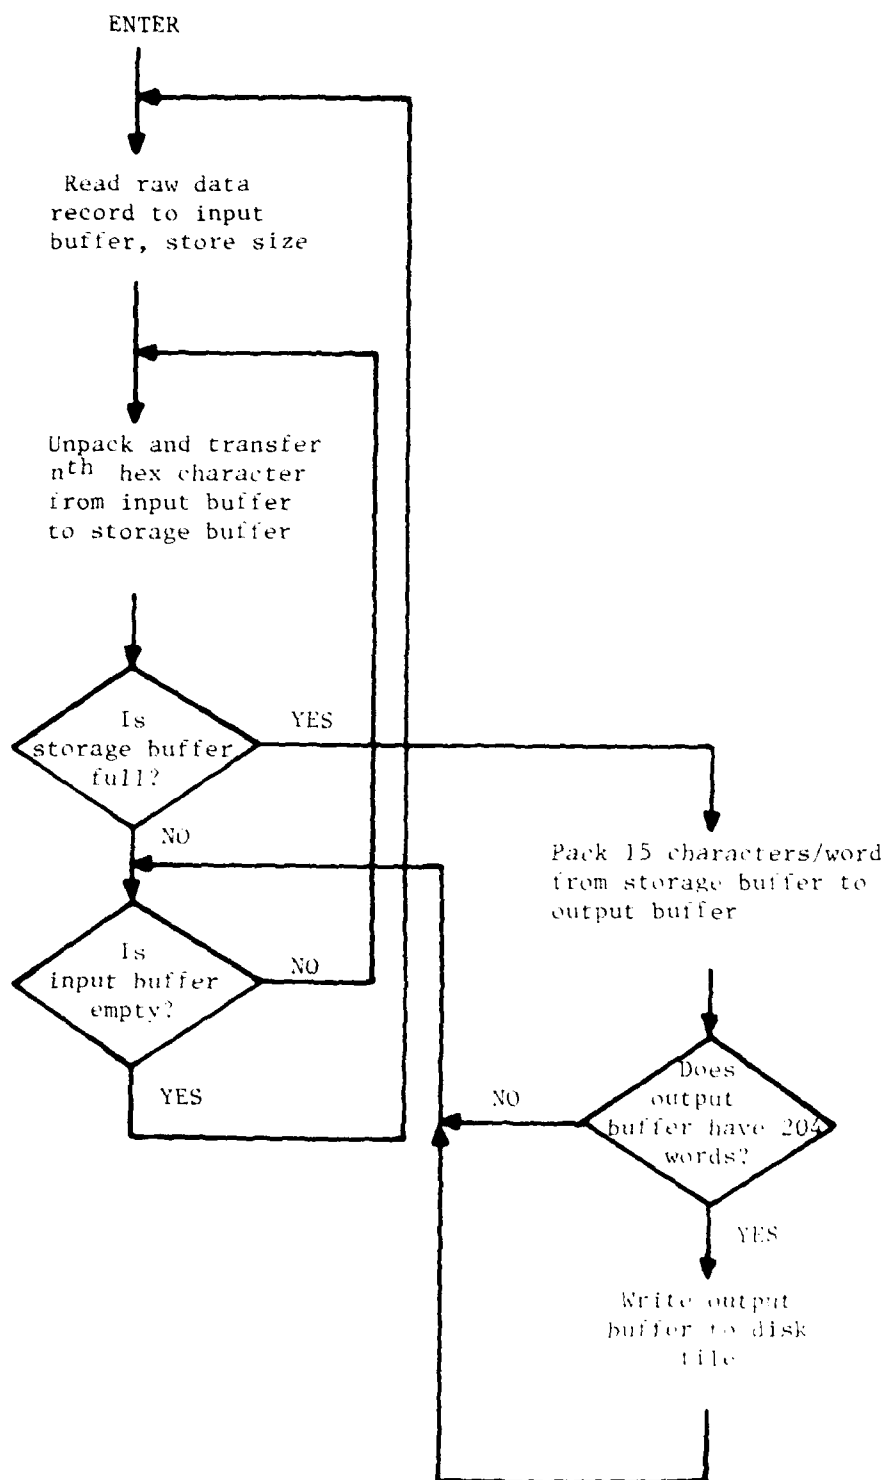 ENTER
Read raw data
record to input
buffer, store size
Unpack and transfer
nth hex character
from input buffer
to storage buffer
Is
storage buffer
full?
YES
NO
Pack 15 characters/word
from storage buffer to
output buffer
Is
input buffer
empty?
NO
YES
Does
output
buffer have 204
words?
NO
YES
Write output
buffer to disk
file